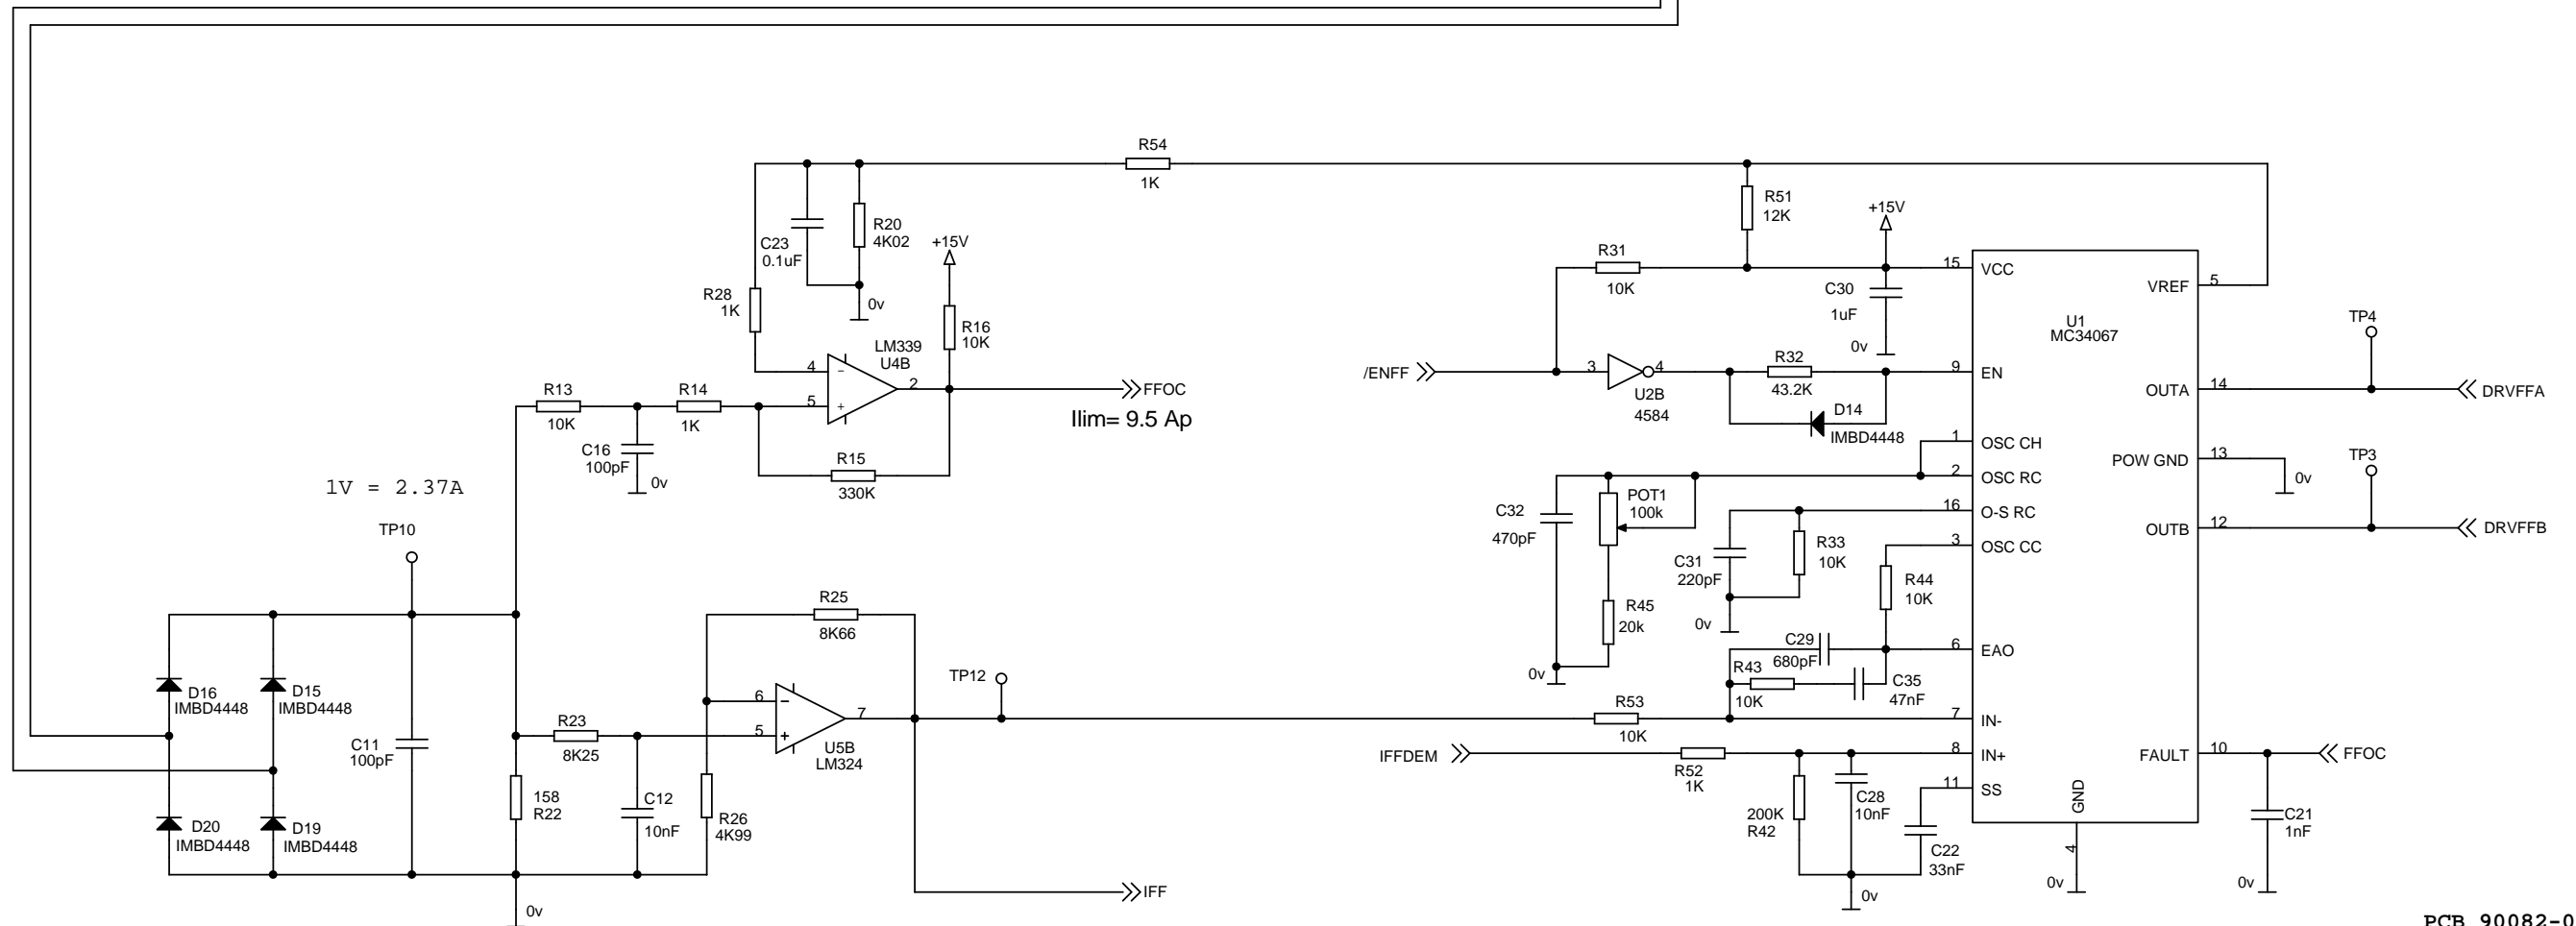 R54
1K
C23
0.1uF
R20
4K02
0v
+15V
R28
1K
R16
10K
LM339
U4B
4
-
5
+
2
FFOC
Ilim= 9.5 Ap
R13
10K
R14
1K
C16
100pF
0v
R15
330K
1V = 2.37A
TP10
D16
IMBD4448
D15
IMBD4448
C11
100pF
D20
IMBD4448
D19
IMBD4448
158
R22
R23
8K25
C12
10nF
R25
8K66
6
-
5
+
7
U5B
LM324
R26
4K99
0v
TP12
IFF
R51
12K
R31
10K
+15V
C30
1uF
0v
/ENFF
3
4
U2B
4584
R32
43.2K
D14
IMBD4448
C32
470pF
POT1
100k
R45
20k
0v
C31
220pF
R33
10K
0v
R44
10K
C29
680pF
R43
10K
C35
47nF
R53
10K
IFFDEM
R52
1K
200K
R42
C28
10nF
C22
33nF
0v
15
VCC
9
EN
1
OSC CH
2
OSC RC
16
O-S RC
3
OSC CC
6
EAO
7
IN-
8
IN+
11
SS
U1
MC34067
VREF
5
OUTA
14
POW GND
13
0v
OUTB
12
FAULT
10
GND
4
0v
TP4
DRVFFA
TP3
DRVFFB
FFOC
C21
1nF
0v
PCB 90082-0